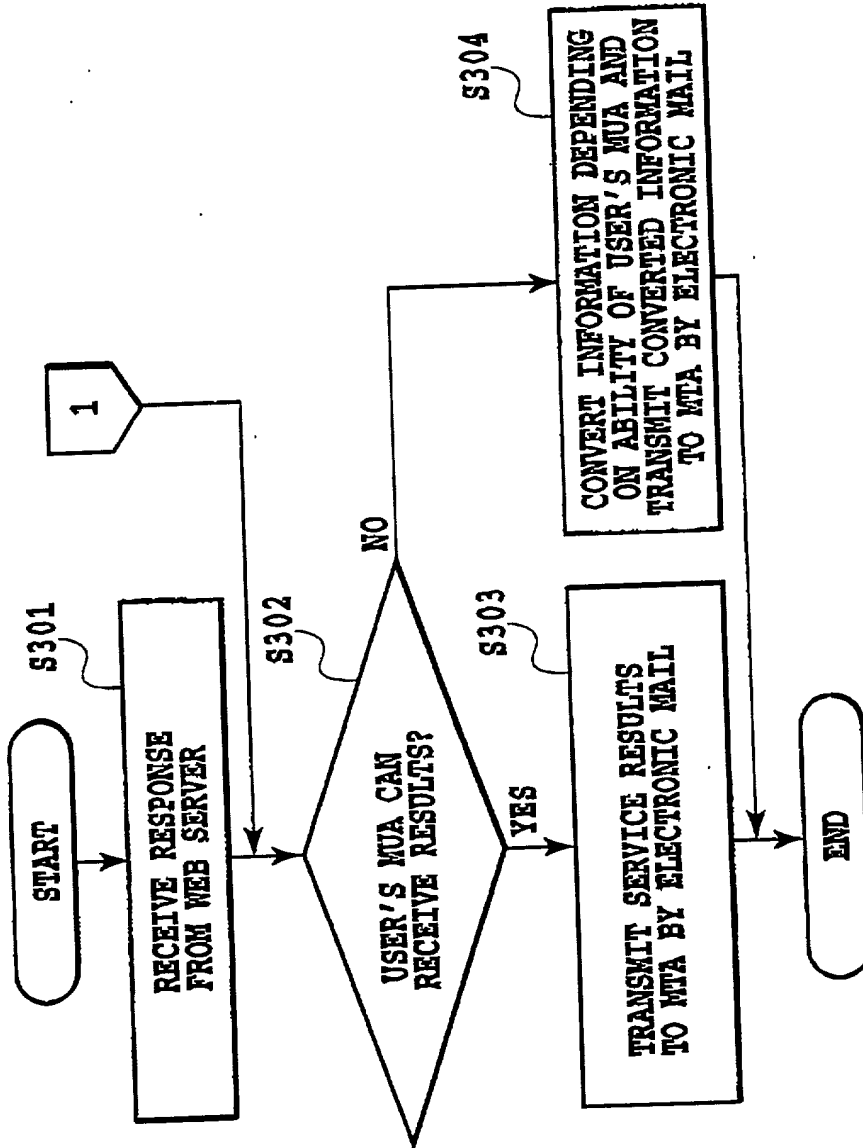 START
S301
RECEIVE RESPONSE
FROM WEB SERVER
1
S302
USER'S MUA CAN
RECEIVE RESULTS?
NO
YES
S303
TRANSMIT SERVICE RESULTS
TO MTA BY ELECTRONIC MAIL
S304
CONVERT INFORMATION DEPENDING
ON ABILITY OF USER'S MUA AND
TRANSMIT CONVERTED INFORMATION
TO MTA BY ELECTRONIC MAIL
END